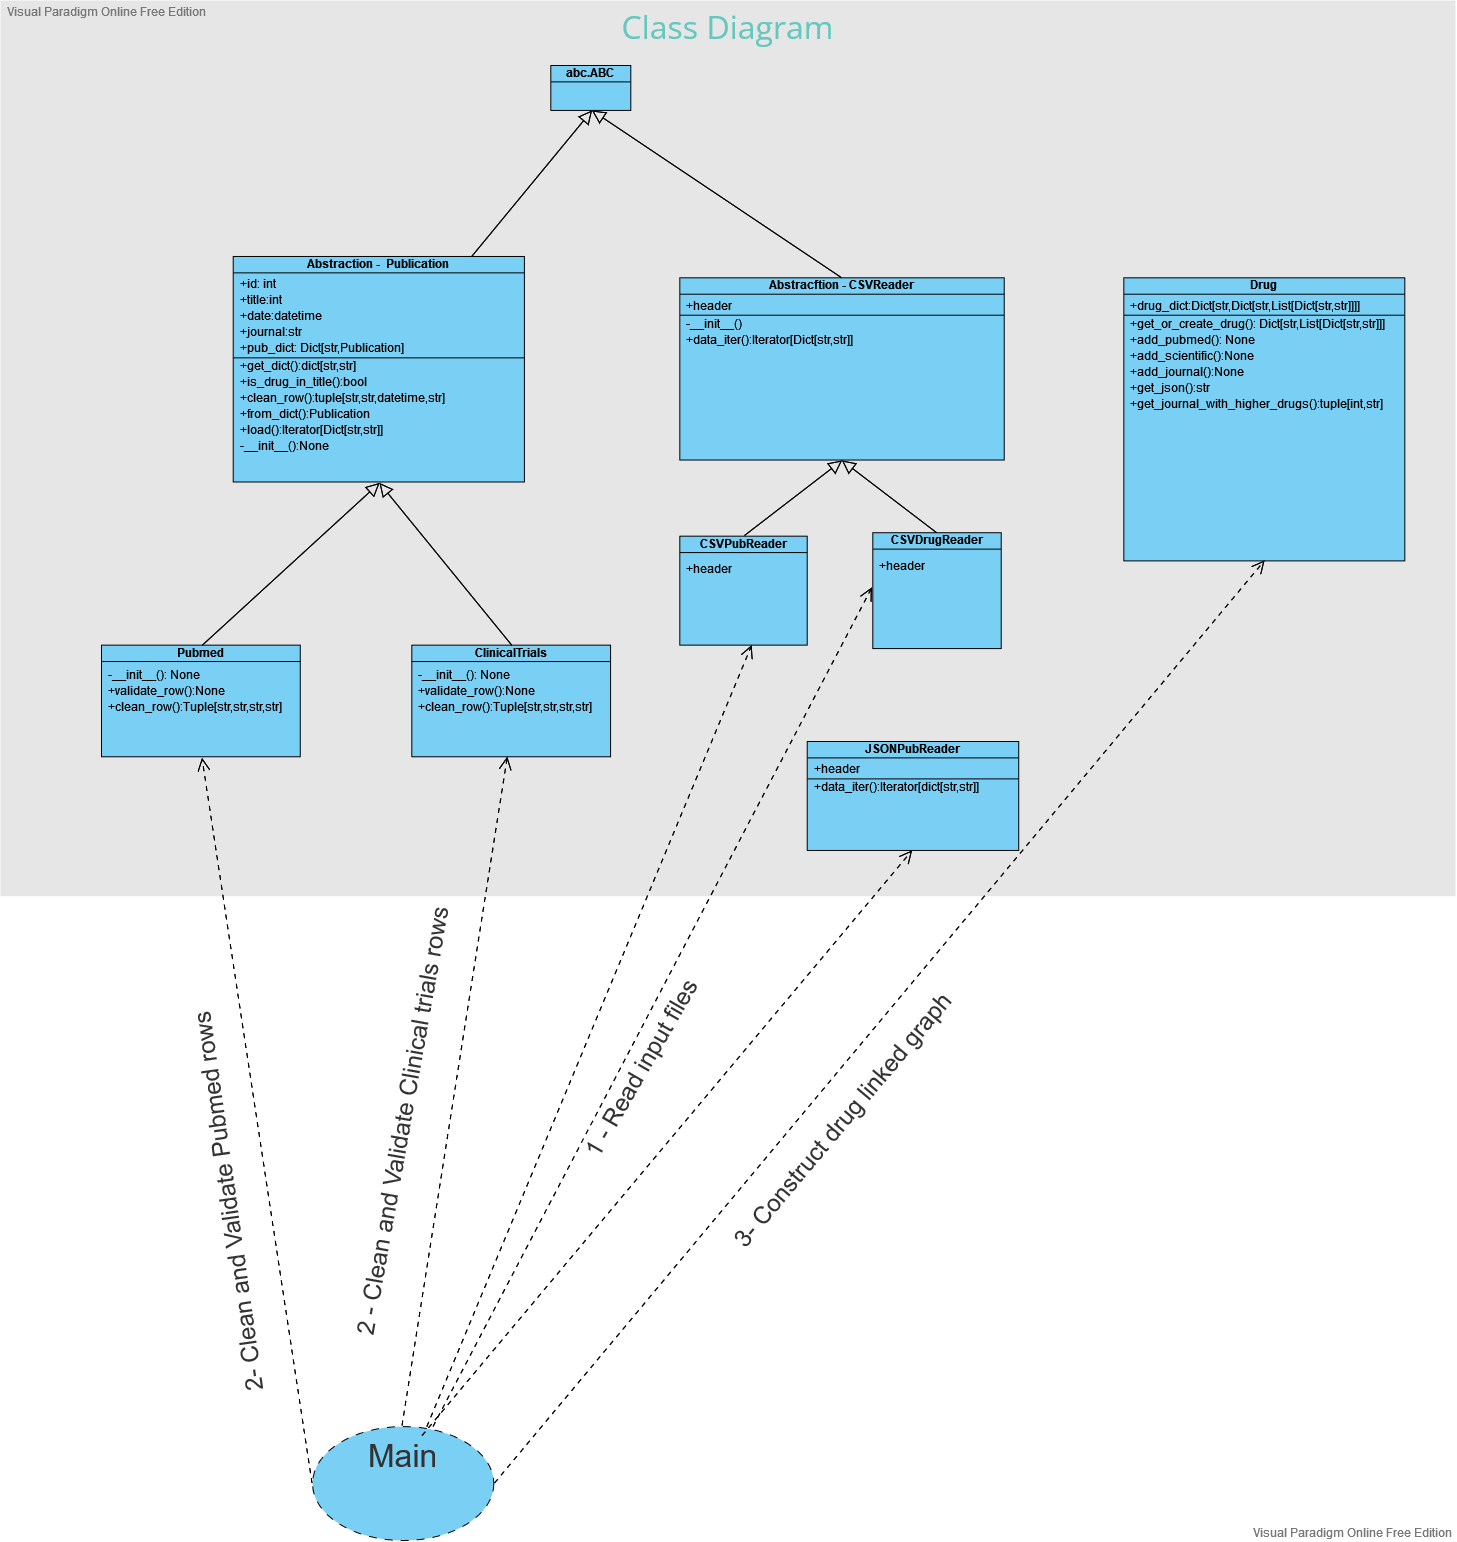 Visual Paradigm Online Free Edition
Class Diagram
abc.ABC
Abstraction - Publication
+id: int
+title:int
+date:datetime
+journal:str
+pub_dict: Dict[str,Publication]
+get_dict():dict[str,str]
+is_drug_in_title():bool
+clean_row():tuple[str,str,datetime,str]
+from_dict():Publication
+load():Iterator[Dict[str,str]]
-__init__():None
Abstracftion - CSVReader
+header
-__init__()
+data_iter():Iterator[Dict[str,str]]
Drug
+drug_dict:Dict[str,Dict[str,List[Dict[str,str]]]]
+get_or_create_drug(): Dict[str,List[Dict[str,str]]]
+add_pubmed(): None
+add_scientific():None
+add_journal():None
+get_json():str
+get_journal_with_higher_drugs():tuple[int,str]
CSVPubReader
+header
CSVDrugReader
+header
Pubmed
-__init__(): None
+validate_row():None
+clean_row():Tuple[str,str,str,str]
ClinicalTrials
-__init__(): None
+validate_row():None
+clean_row():Tuple[str,str,str,str]
JSONPubReader
+header
+data_iter():Iterator[dict[str,str]]
2- Clean and Validate Pubmed rows
2 - Clean and Validate Clinical trials rows
1 - Read input files
3- Construct drug linked graph
Main
Visual Paradigm Online Free Edition